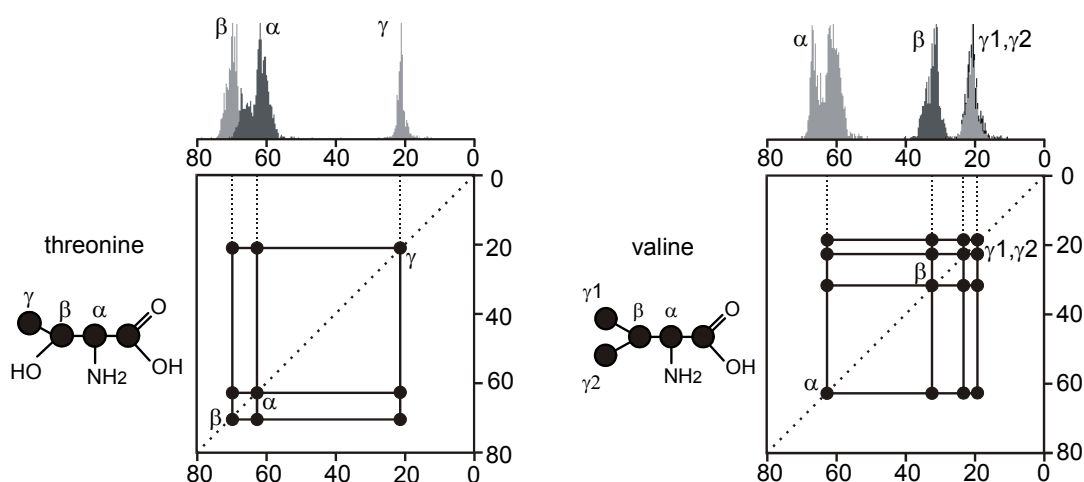 β α γ
80 60 40 20 0
0
20
40
60
80
γ
α
β
80 60 40 20 0
threonine
γ β α O
HO NH2 OH
α β γ1,γ2
80 60 40 20 0
0
20
40
60
80
γ1,γ2
β
α
80 60 40 20 0
valine
γ1 β α O
γ2 NH2 OH